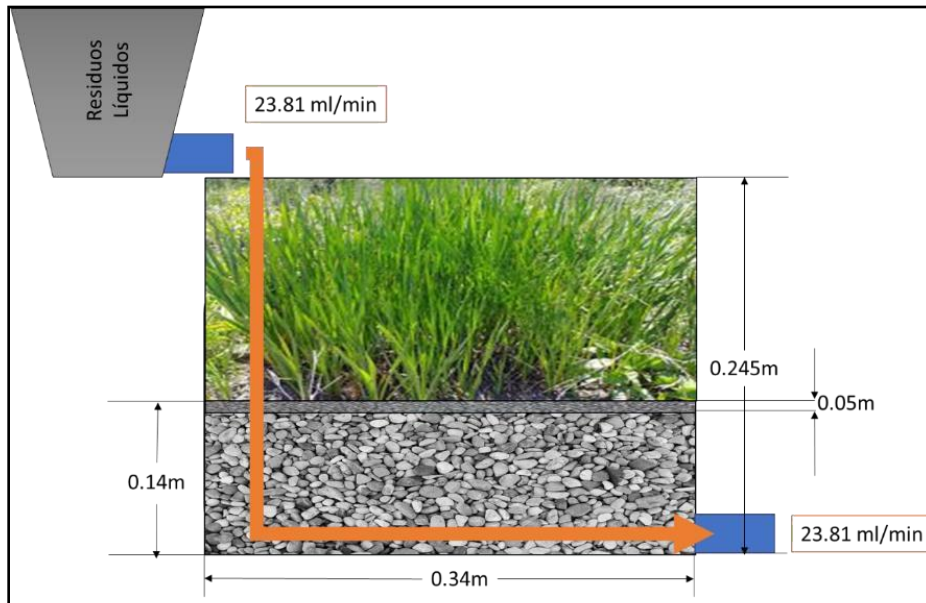 Residuos
Líquidos
23.81 ml/min
0.245m
0.05m
0.14m
23.81 ml/min
0.34m